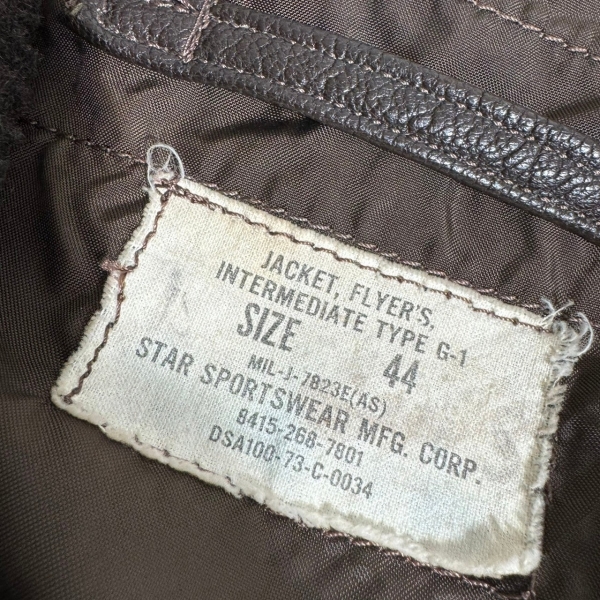 JACKET, FLYER'S,
INTERMEDIATE TYPE G-1
SIZE 44
MIL-J-7823E(AS)
STAR SPORTSWEAR MFG. CORP.
8415-268-7801
DSA100-73-C-0034